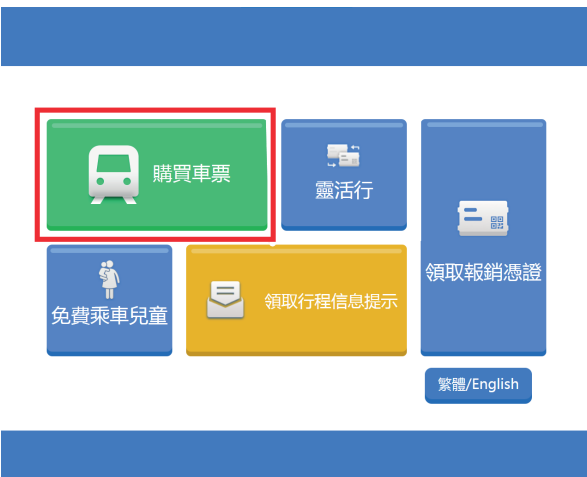 購買車票
靈活行
領取報銷憑證
免費乘車兒童
領取行程信息提示
繁體/English